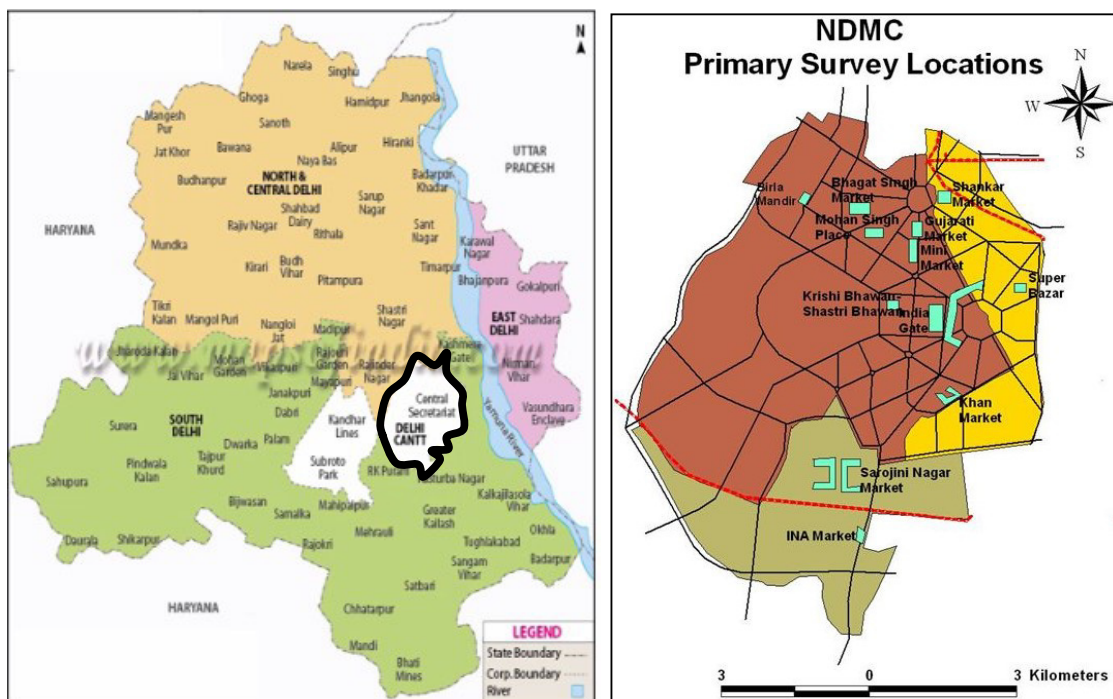 N
Narela
Singhu
Ghoga
Hamidpur
Jhangola
Mangesh
Pur
Sanoth
Hiranki
UTTAR
PRADESH
Jat Khor
Bawana
Alipur
Naya Bas
Badarpur
Khadar
Budhanpur
NORTH &
CENTRAL DELHI
Sarup
Nagar
Shahbad
Dairy
HARYANA
Rajiv Nagar
Rithala
Sant
Nagar
Mundka
Karawal
Nagar
Kirari
Budh
Vihar
Timarpur
Pitampura
Bhajanpura
Gokalpuri
Tikri
Kalan
Mangol Puri
Shastri
Nagar
EAST
DELHI
Shahdara
Nangloi
Jat
Madipur
Kashmere
Gate
Jharoda Kalan
Mohan
Garden
Vikaspuri
Rajouri
Garden
Rajinder
Nagar
Nirman
Vihar
Jai Vihar
Mayapuri
Janakpuri
Central
Secretariat
Vasundhara
Enclave
Dabri
Kandhar
Lines
DELHI
CANTT
Yamuna River
Surera
SOUTH
DELHI
Dwarka
Palam
Pindwala
Kalan
Tajpur
Khurd
Subroto
Park
RK Puram
Sahupura
Nagar
Bijwasan
Samalka
Mahipalpur
Kalkajilasola
Vihar
Greater
Kailash
Daurala
Shikarpur
Rajokri
Mehrauli
Okhla
Tughlakabad
Badarpur
Sangam
Vihar
Satbari
HARYANA
Chhatarpur
Mandi
Bhati
Mines
LEGEND
State Boundary
Corp. Boundary
River
NDMC
Primary Survey Locations
N
W
S
Birla
Mandir
Bhagat Singh
Market
Shankar
Market
Mohan Singh
Place
Gujarati
Market
Mini
Market
Super
Bazar
Krishi Bhawan-
Shastri Bhawan
India
Gate
Khan
Market
Sarojini Nagar
Market
INA Market
3 0 3 Kilometers